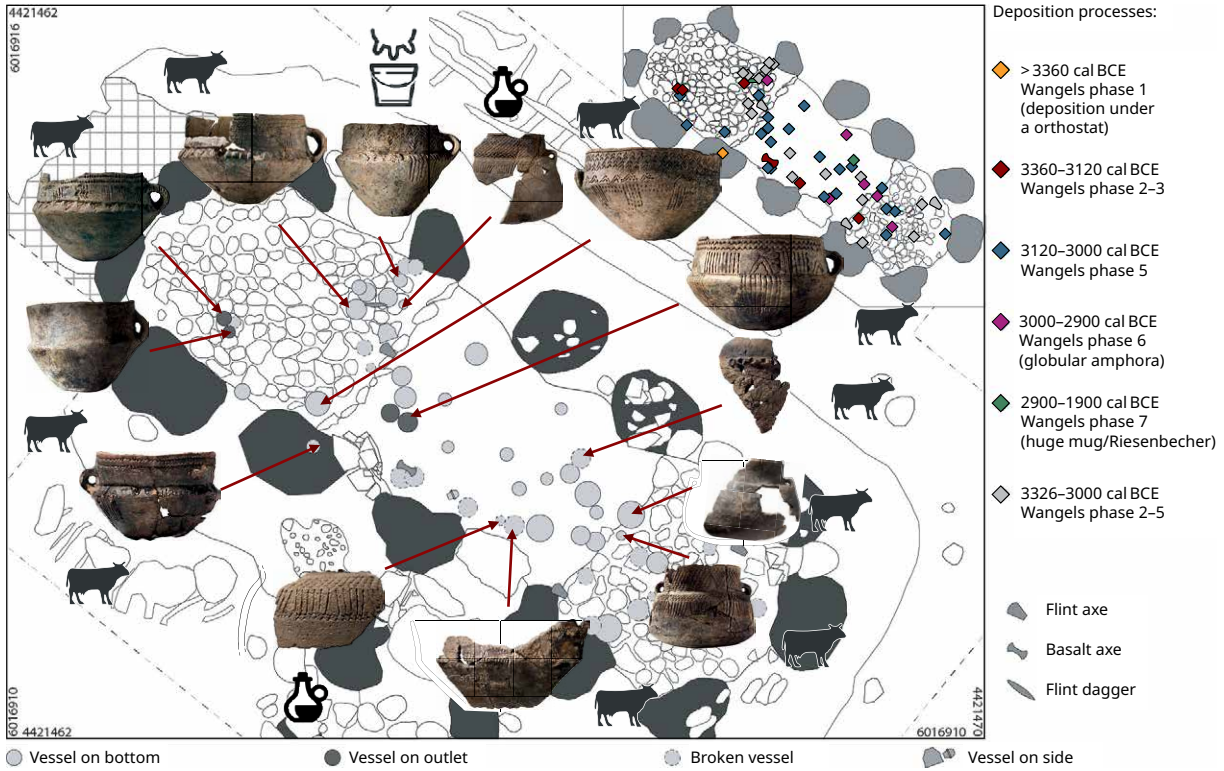 4421462
6016916
Deposition processes:
> 3360 cal BCE
Wangels phase 1
(deposition under
a orthostat)
3360–3120 cal BCE
Wangels phase 2–3
3120–3000 cal BCE
Wangels phase 5
3000–2900 cal BCE
Wangels phase 6
(globular amphora)
2900–1900 cal BCE
Wangels phase 7
(huge mug/Riesenbecher)
3326–3000 cal BCE
Wangels phase 2–5
Flint axe
Basalt axe
Flint dagger
6016910
4421462
4421470
6016910
Vessel on bottom
Vessel on outlet
Broken vessel
Vessel on side